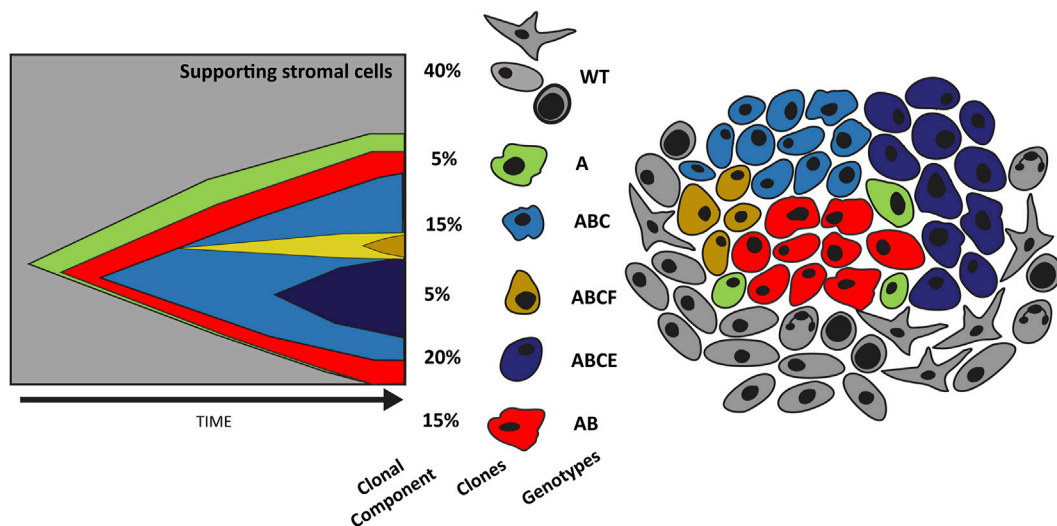 Supporting stromal cells
40% WT
5% A
15% ABC
5% ABCF
20% ABCE
15% AB
TIME
Clonal
Component
Clones
Genotypes